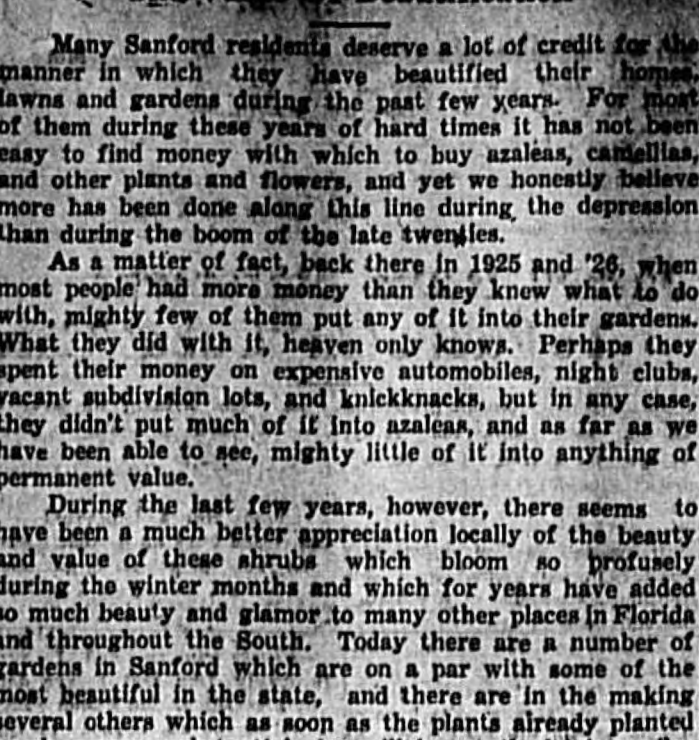 Many Sanford residents deserve a lot of credit for the
manner in which they have beautified their homes
lawns and gardens during the past few years. For most
of them during these years of hard times it has not been
easy to find money with which to buy azaleas, camellias
and other plants and flowers, and yet we honestly believe
more has been done along this line during the depression
than during the boom of the late twenties.
As a matter of fact, back there in 1925 and '26, when
most people had more money than they knew what to do
with, mighty few of them put any of it into their gardens.
What they did with it, heaven only knows. Perhaps they
spent their money on expensive automobiles, night clubs,
vacant subdivision lots, and knickknacks, but in any case,
they didn't put much of it into azaleas, and as far as we
have been able to see, mighty little of it into anything of
permanent value.
During the last few years, however, there seems to
have been a much better appreciation locally of the beauty
and value of these shrubs which bloom so profusely
during the winter months and which for years have added
so much beauty and glamor to many other places in Florida
and throughout the South. Today there are a number of
gardens in Sanford which are on a par with some of the
most beautiful in the state, and there are in the making
several others which as soon as the plants already planted